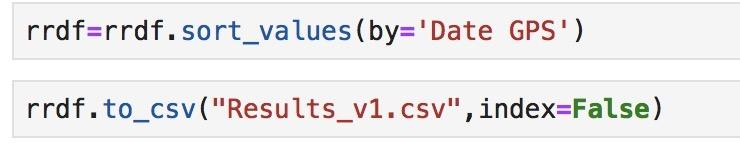 rrdf=rrdf.sort_values(by='Date GPS')
rrdf.to_csv("Results_v1.csv",index=False)